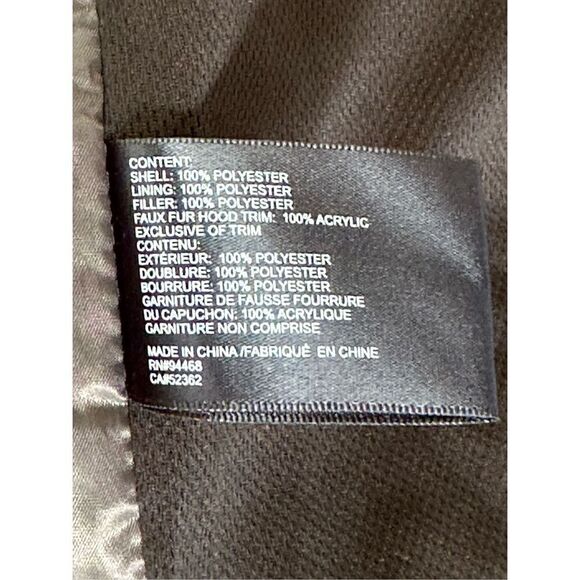 CONTENT:
SHELL: 100% POLYESTER
LINING: 100% POLYESTER
FILLER: 100% POLYESTER
FAUX FUR HOOD TRIM: 100% ACRYLIC
EXCLUSIVE OF TRIM
CONTENU:
EXTÉRIEUR: 100% POLYESTER
DOUBLURE: 100% POLYESTER
BOURRURE: 100% POLYESTER
GARNITURE DE FAUSSE FOURRURE
DU CAPUCHON: 100% ACRYLIQUE
GARNITURE NON COMPRISE
MADE IN CHINA /FABRIQUÉ EN CHINE
RN#94468
CA#52362